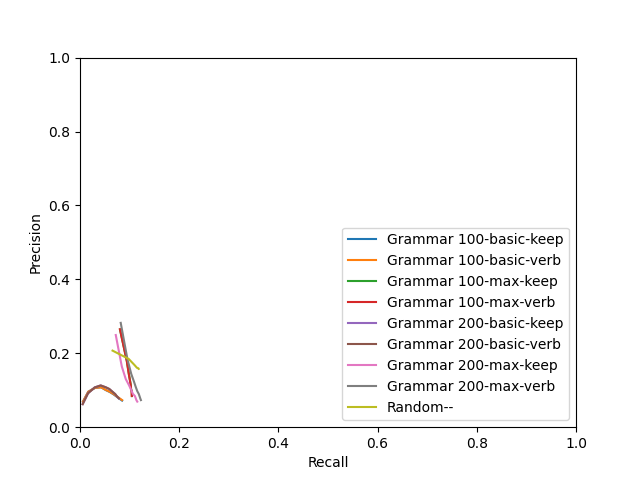 1.0
0.8
0.6
Precision
0.4
0.2
0.0
Grammar 100-basic-keep
Grammar 100-basic-verb
Grammar 100-max-keep
Grammar 100-max-verb
Grammar 200-basic-keep
Grammar 200-basic-verb
Grammar 200-max-keep
Grammar 200-max-verb
Random--
0.0 0.2 0.4 0.6 0.8 1.0
Recall